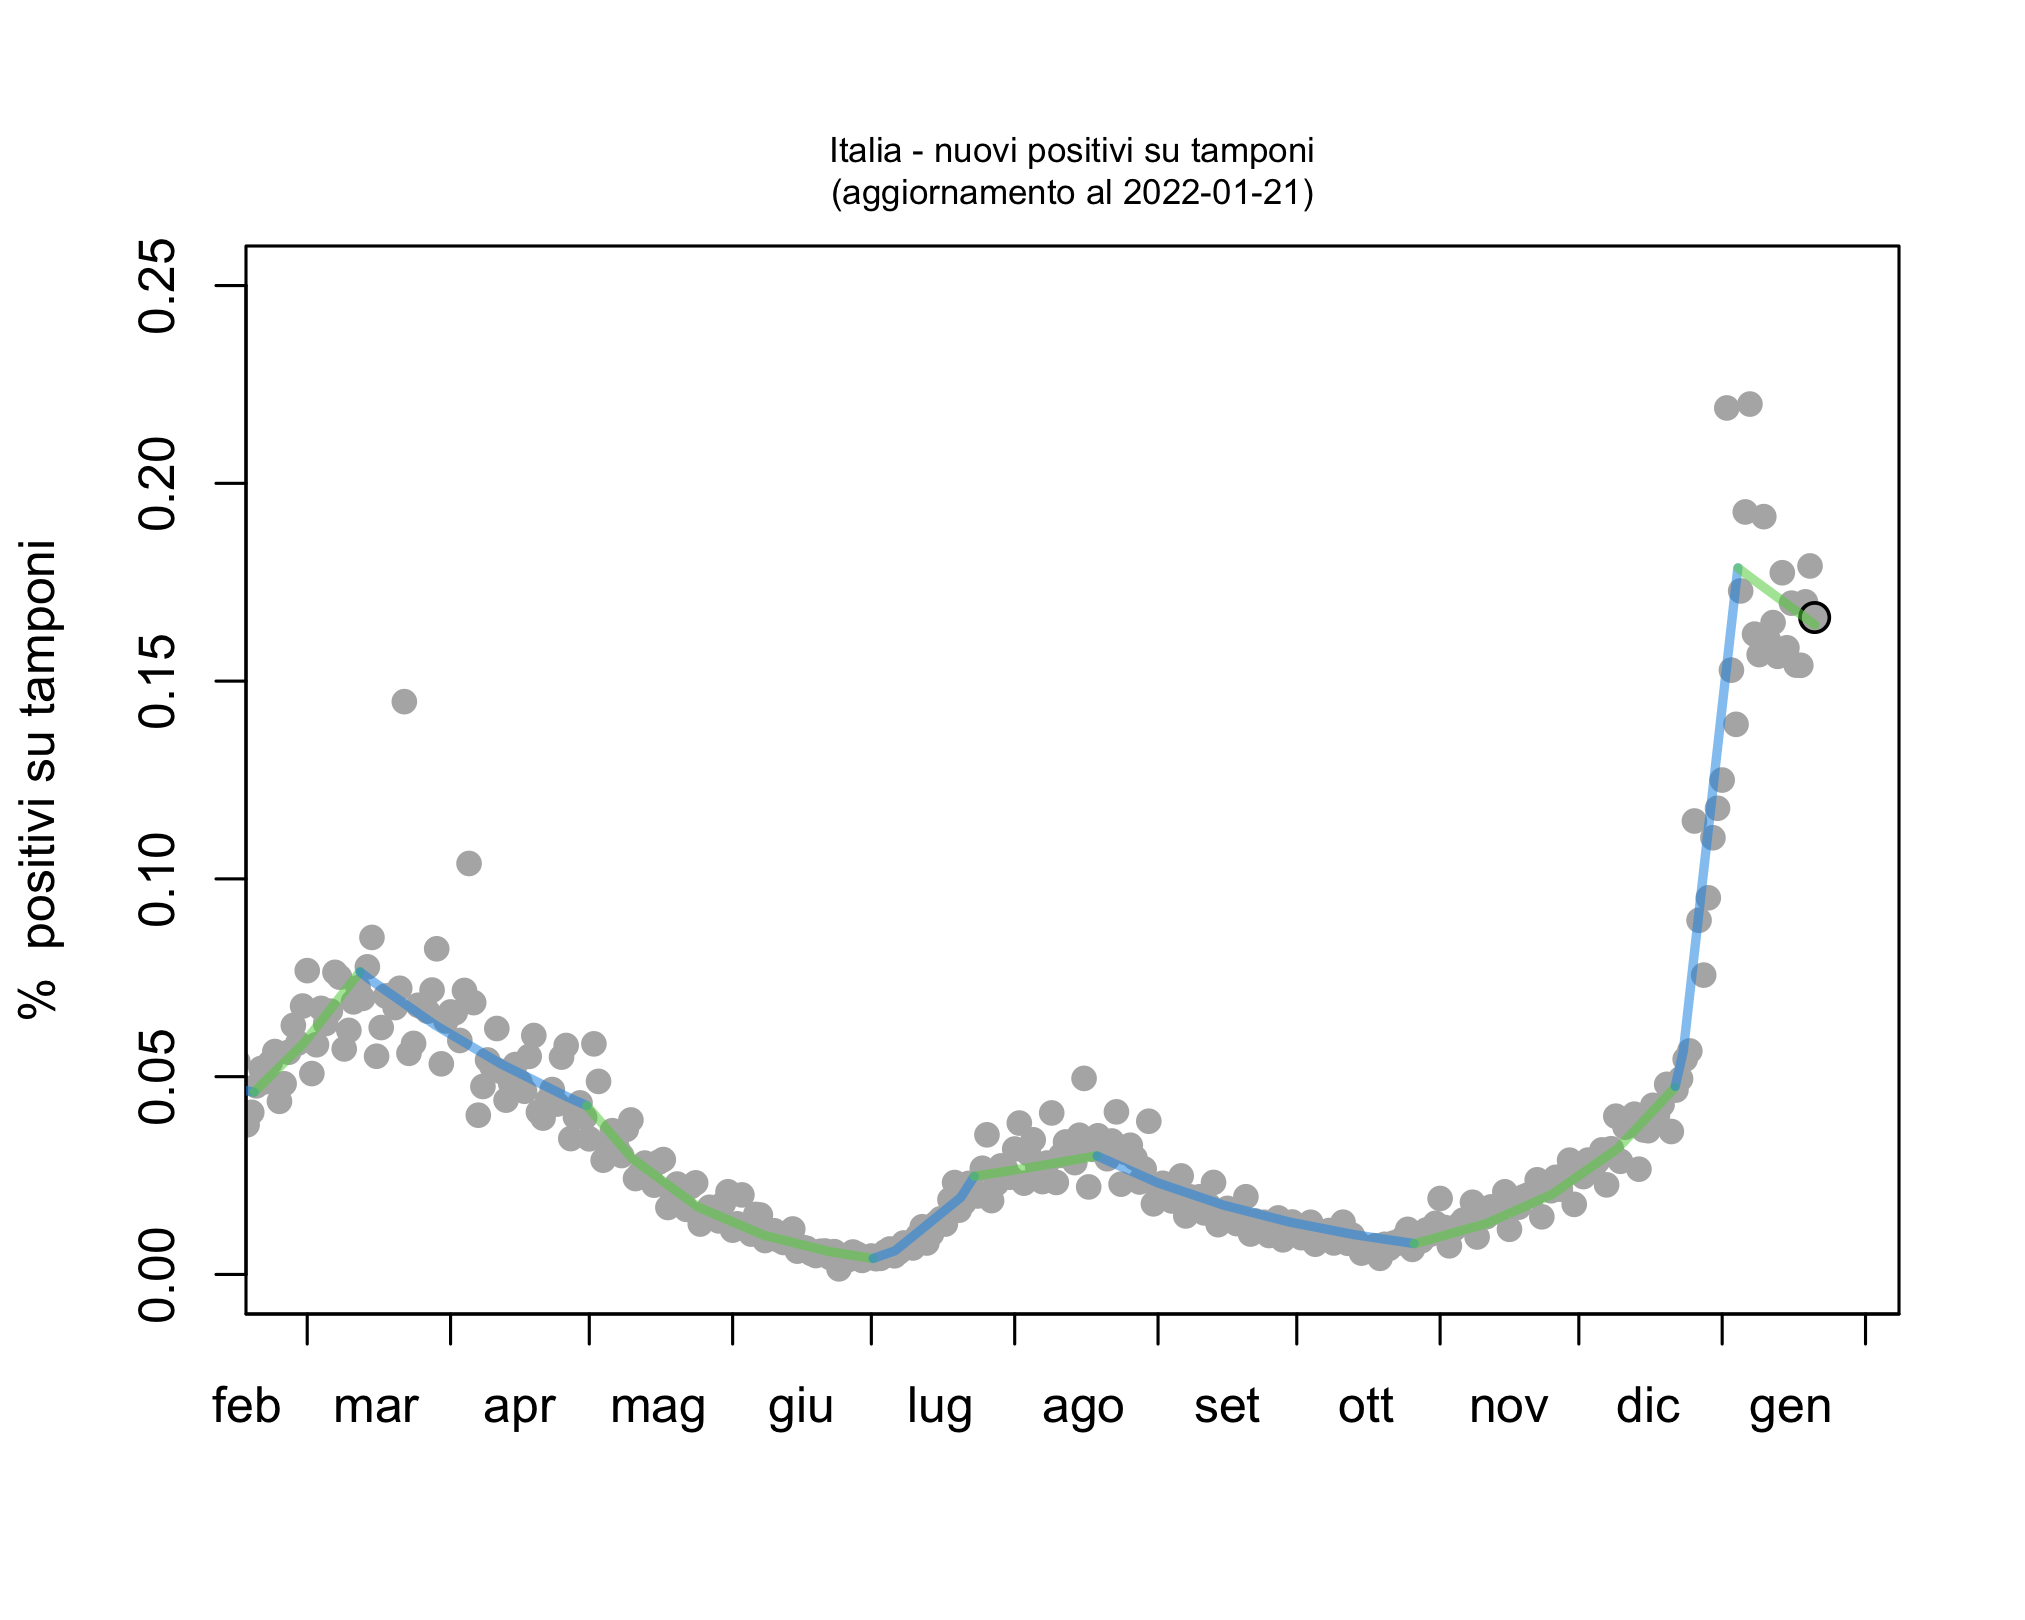 Italia - nuovi positivi su tamponi
(aggiornamento al 2022-01-21)
% positivi su tamponi
0.25
0.20
0.15
0.10
0.05
0.00
feb mar apr mag giu lug ago set ott nov dic gen